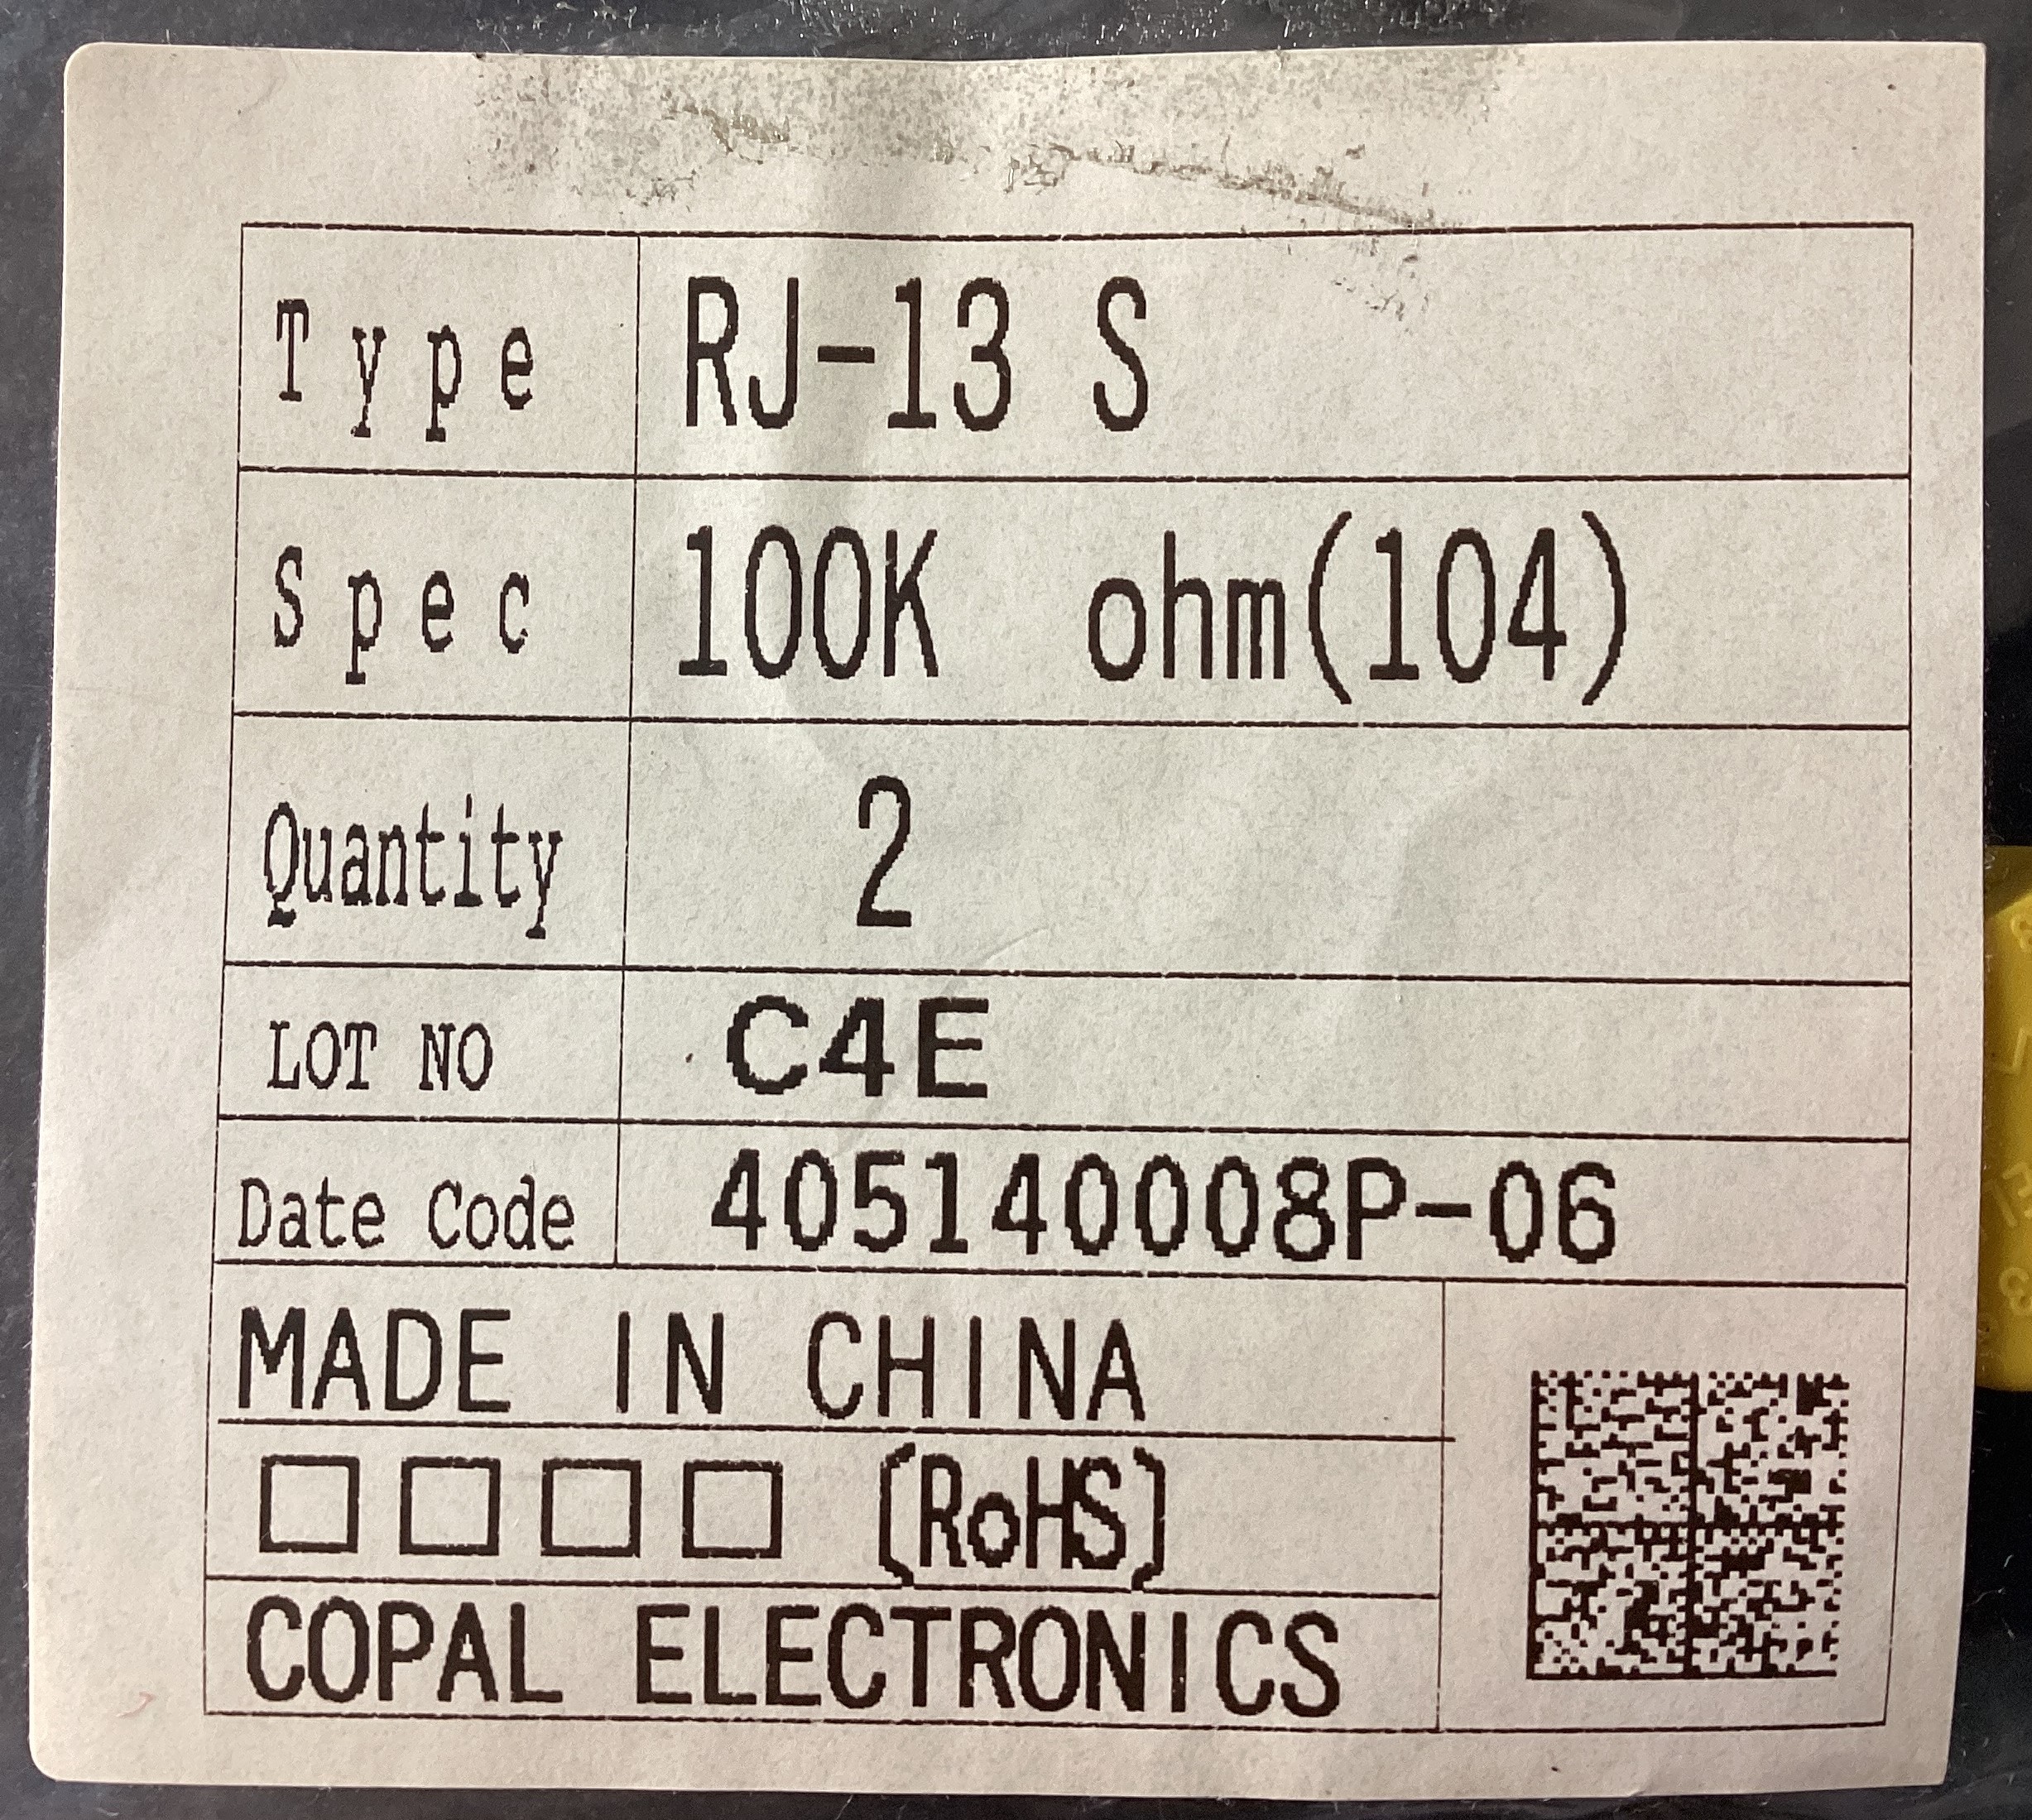 Type RJ-13 S
Spec 100K ohm(104)
Quantity 2
LOT NO C4E
Date Code 405140008P-06
MADE IN CHINA
□□□□ (RoHS)
COPAL ELECTRONICS